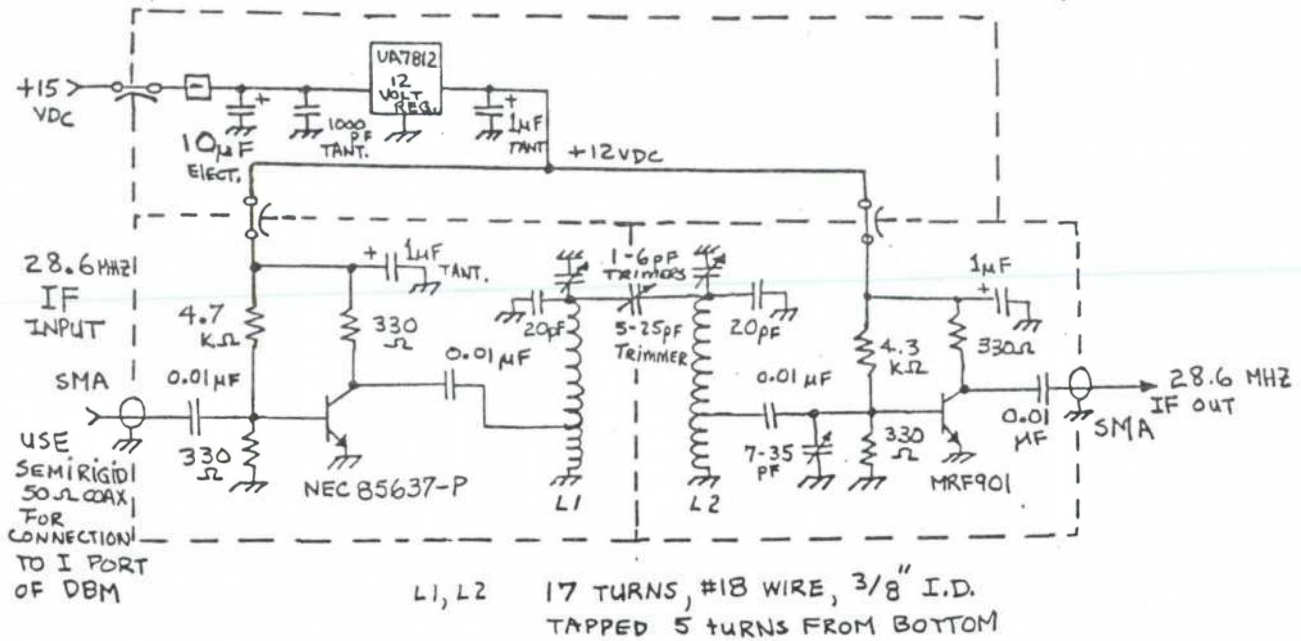 +15
VDC
-
10µF
ELECT.
1000
PF
TANT.
UA7812
12
VOLT
REG.
+
1µF
TANT
+12VDC
28.6 MHZ
IF
INPUT
SMA
USE
SEMIRIGID
50Ω COAX
FOR
CONNECTION
TO I PORT
OF DBM
4.7
KΩ
0.01µF
330
Ω
+
1µF
TANT.
330
Ω
NEC 85637-P
0.01µF
20pF
L1
1-6pF
TRIMERS
5-25pF
TRIMMER
20pF
L2
0.01µF
7-35
PF
4.3
KΩ
330
Ω
1µF
+
330Ω
MRF901
0.01
µF
SMA
28.6 MHZ
IF OUT
L1, L2 17 TURNS, #18 WIRE, 3/8" I.D.
TAPPED 5 TURNS FROM BOTTOM